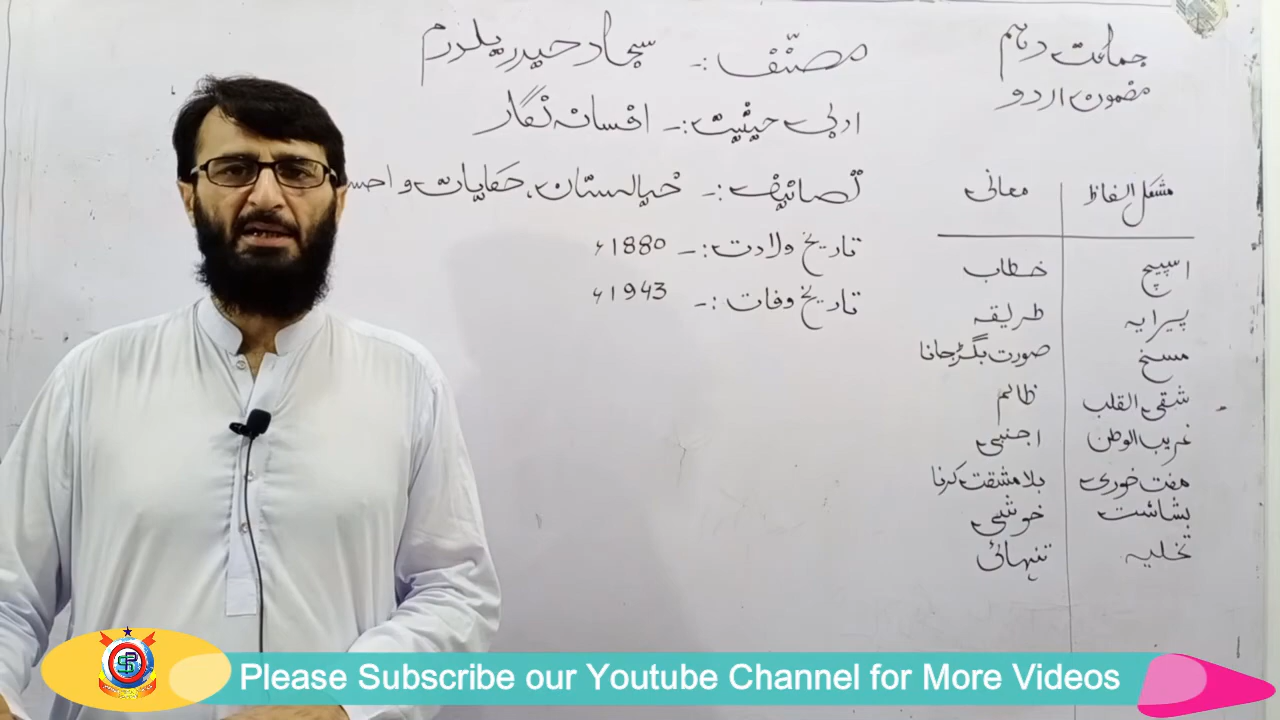 جماعت دہم
مضمون اردو
مصنّف :۔ سجاد حیدر یلدرم
ادبی حیثیت :۔ افسانہ نگار
تصانیف :۔ خیالستان، حکایات و احس
تاریخ ولادت :۔ 1880ء
تاریخ وفات :۔ 1943ء
مشکل الفاظ معانی
اسپیچ خطاب
پیرایہ طریقہ
مسخ صورت بگڑ جانا
شقی القلب ظالم
غریب الوطن اجنبی
مفت خوری بلا مشقت کرنا
بشاشت خوشی
تخلیہ تنہائی
Please Subscribe our Youtube Channel for More Videos